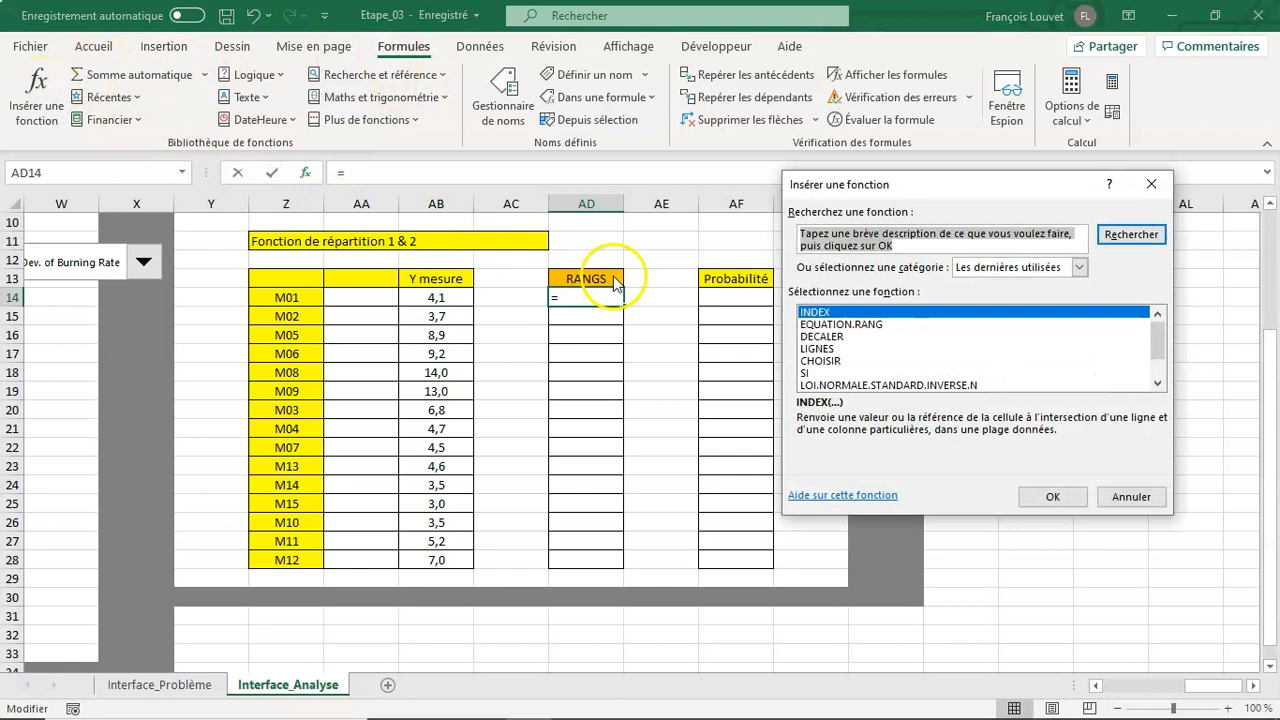 Enregistrement automatique
Etape_03 - Enregistré
Rechercher
François Louvet
FL
Fichier Accueil Insertion Dessin Mise en page Formules Données Révision Affichage Développeur Aide
Partager
Commentaires
fx
Insérer une fonction
Somme automatique
Récentes
Financier
Logique
Texte
DateHeure
Recherche et référence
Maths et trigonométrie
Plus de fonctions
Bibliothèque de fonctions
Gestionnaire de noms
Définir un nom
Dans une formule
Depuis sélection
Noms définis
Repérer les antécédents
Repérer les dépendants
Supprimer les flèches
Afficher les formules
Vérification des erreurs
Évaluer la formule
Vérification des formules
Fenêtre Espion
Options de calcul
Calcul
AD14
fx
=
W X Y Z AA AB AC AD AE AF AL A
10
11 Fonction de répartition 1 & 2
12 Dev. of Burning Rate
13 Y mesure RANGS Probabilité
14 M01 4,1 =
15 M02 3,7
16 M05 8,9
17 M06 9,2
18 M08 14,0
19 M09 13,0
20 M03 6,8
21 M04 4,7
22 M07 4,5
23 M13 4,6
24 M14 3,5
25 M15 3,0
26 M10 3,5
27 M11 5,2
28 M12 7,0
29
30
31
32
33
34
Insérer une fonction
?
Recherchez une fonction :
Tapez une brève description de ce que vous voulez faire,
puis cliquez sur OK
Rechercher
Ou sélectionnez une catégorie : Les dernières utilisées
Sélectionnez une fonction :
INDEX
EQUATION.RANG
DECALER
LIGNES
CHOISIR
SI
LOI.NORMALE.STANDARD.INVERSE.N
INDEX(...)
Renvoie une valeur ou la référence de la cellule à l'intersection d'une ligne et
d'une colonne particulières, dans une plage données.
Aide sur cette fonction
OK
Annuler
Interface_Problème
Interface_Analyse
Modifier
100 %